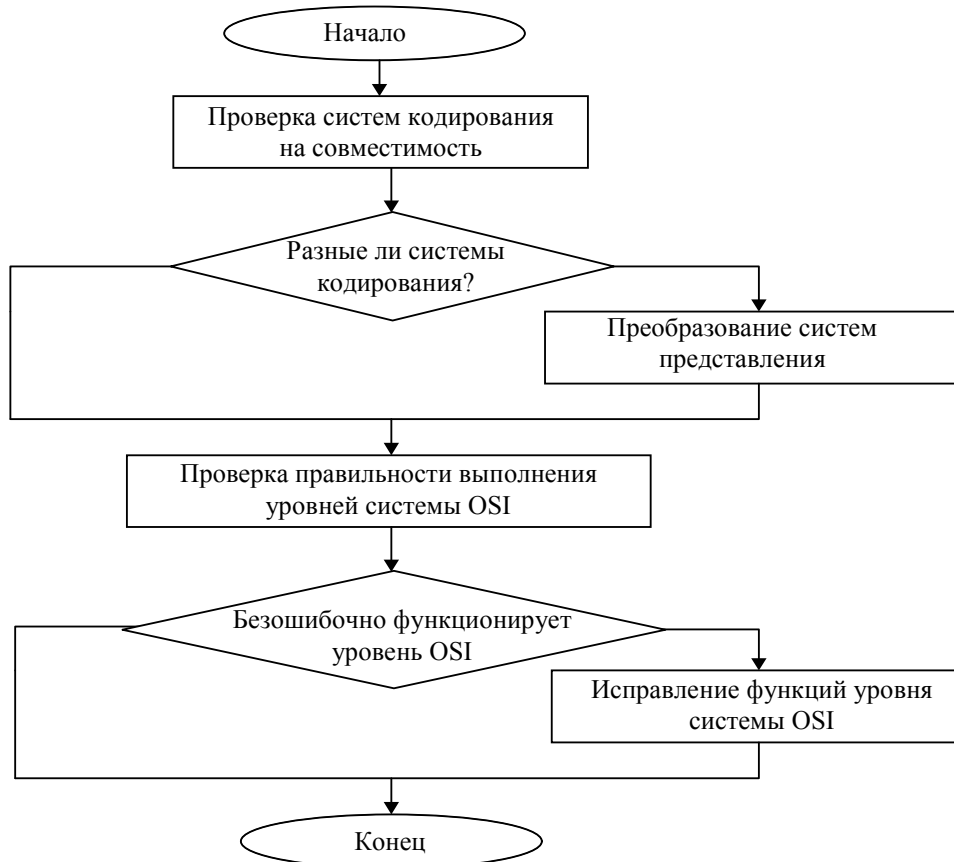 Начало
Проверка систем кодирования
на совместимость
Разные ли системы
кодирования?
Преобразование систем
представления
Проверка правильности выполнения
уровней системы OSI
Безошибочно функционирует
уровень OSI
Исправление функций уровня
системы OSI
Конец